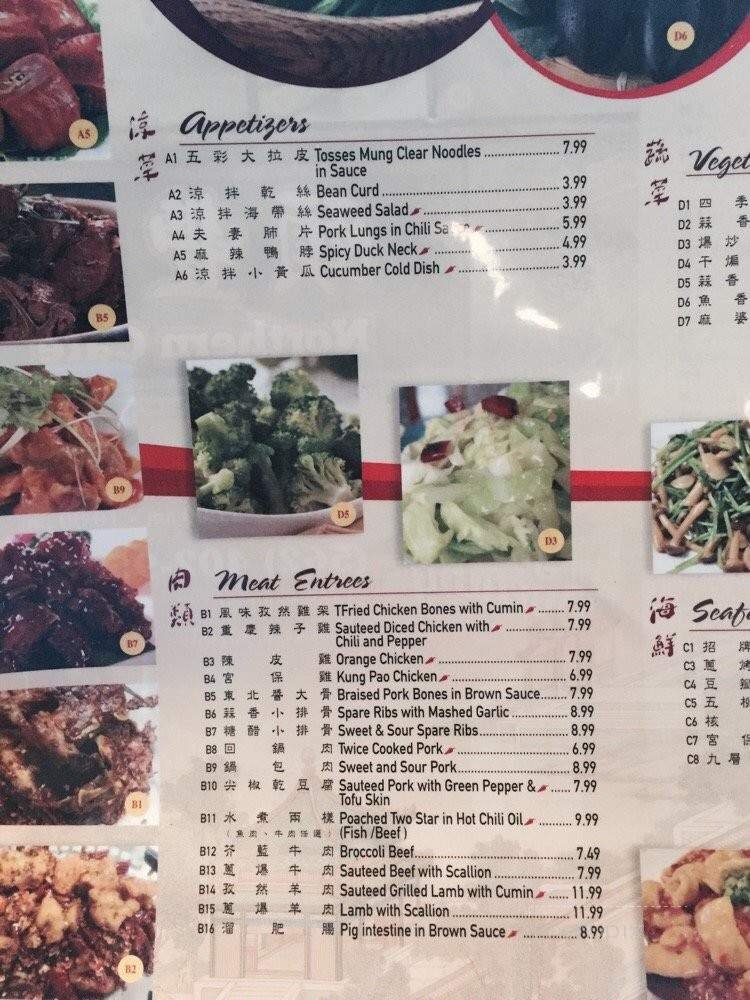 D6
A5
涼菜 Appetizers
A1 五彩大拉皮 Tosses Mung Clear Noodles in Sauce 7.99
A2 涼拌乾絲 Bean Curd 3.99
A3 涼拌海帶絲 Seaweed Salad 3.99
A4 夫妻肺片 Pork Lungs in Chili 5.99
A5 麻辣鴨脖 Spicy Duck Neck 4.99
A6 涼拌小黃瓜 Cucumber Cold Dish 3.99
蔬菜 Veget
D1 四季
D2 蒜香
D3 爆炒
D4 干煸
D5 蒜香
D6 魚香
D7 麻婆
B5
B9
D5
D3
肉類 Meat Entrees
B1 風味孜然雞架 TFried Chicken Bones with Cumin 7.99
B2 重慶辣子雞 Sauteed Diced Chicken with Chili and Pepper 7.99
B3 陳皮雞 Orange Chicken 7.99
B4 宮保雞 Kung Pao Chicken 6.99
B5 東北醬大骨 Braised Pork Bones in Brown Sauce 7.99
B6 蒜香小排骨 Spare Ribs with Mashed Garlic 8.99
B7 糖醋小排骨 Sweet & Sour Spare Ribs 8.99
B8 回鍋肉 Twice Cooked Pork 6.99
B9 鍋包肉 Sweet and Sour Pork 8.99
B10 尖椒乾豆腐 Sauteed Pork with Green Pepper & Tofu Skin 7.99
B11 水煮兩樣 Poached Two Star in Hot Chili Oil 9.99
(魚肉、牛肉任選) (Fish /Beef)
B12 芥藍牛肉 Broccoli Beef 7.49
B13 蔥爆牛肉 Sauteed Beef with Scallion 7.99
B14 孜然羊肉 Sauteed Grilled Lamb with Cumin 11.99
B15 蔥爆羊肉 Lamb with Scallion 11.99
B16 溜肥腸 Pig intestine in Brown Sauce 8.99
海鮮 Seafo
C1 招牌
C3 蔥烤
C4 豆
C5 五
C6 核
C7 宮保
C8 九層
B7
B1
B2